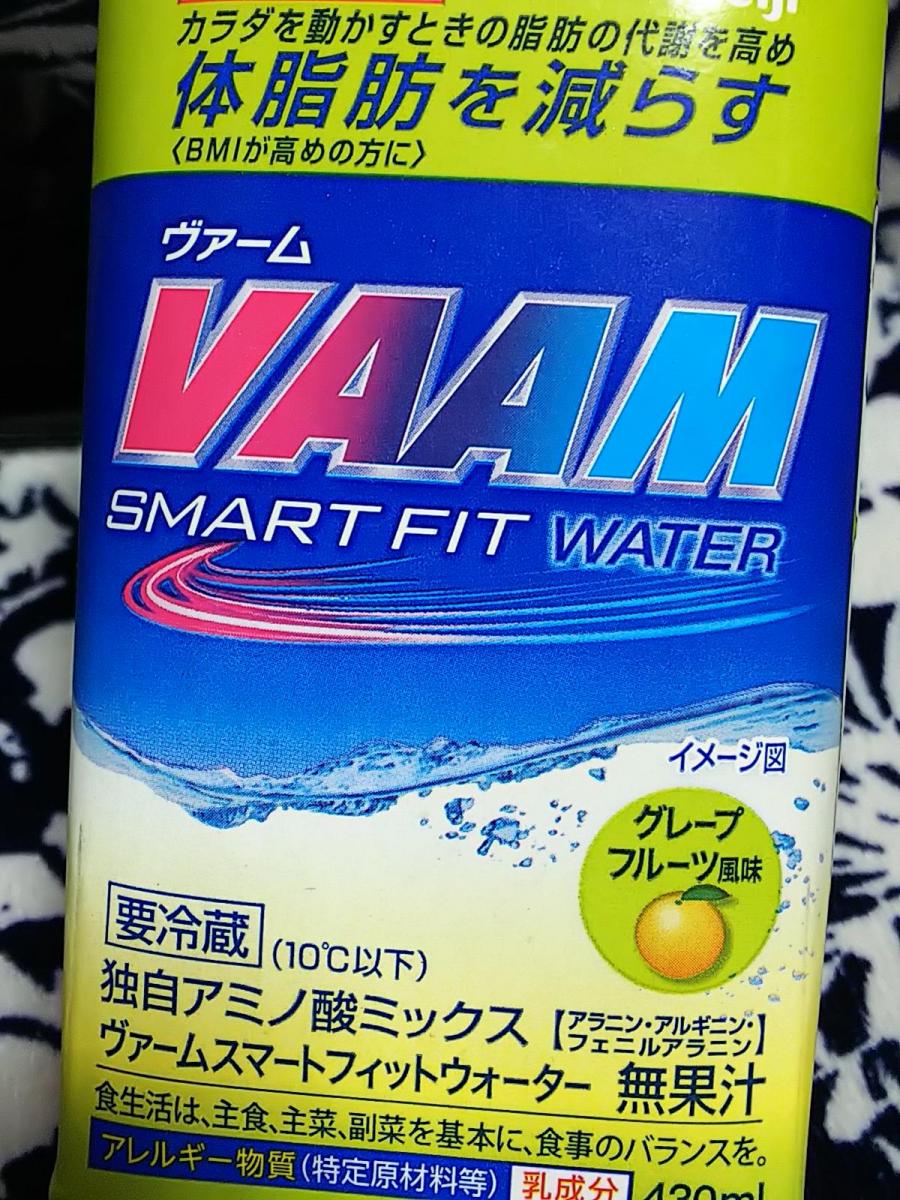 カラダを動かすときの脂肪の代謝を高め
体脂肪を減らす
〈BMIが高めの方に〉
ヴァーム
VAAM
SMART FIT WATER
イメージ図
グレープ
フルーツ風味
要冷蔵 (10℃以下)
独自アミノ酸ミックス 【アラニン・アルギニン・
フェニルアラニン】
ヴァームスマートフィットウォーター 無果汁
食生活は、主食、主菜、副菜を基本に、食事のバランスを。
アレルギー物質(特定原材料等) 乳成分 430ml